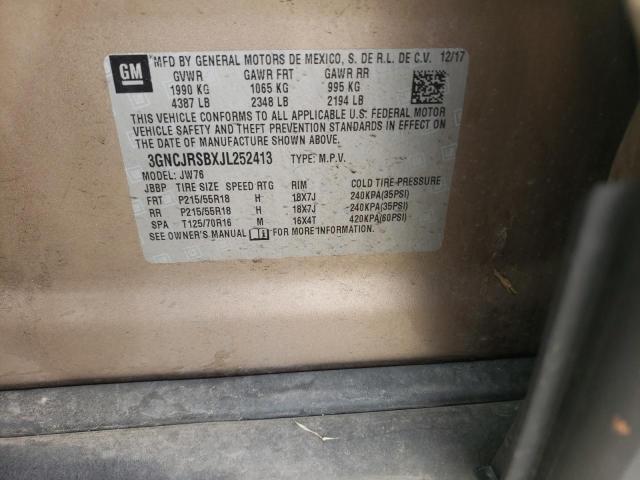 GM
MFD BY GENERAL MOTORS DE MEXICO, S. DE R.L. DE C.V. 12/17
GVWR GAWR FRT GAWR RR
1990 KG 1065 KG 995 KG
4387 LB 2348 LB 2194 LB
THIS VEHICLE CONFORMS TO ALL APPLICABLE U.S. FEDERAL MOTOR
VEHICLE SAFETY AND THEFT PREVENTION STANDARDS IN EFFECT ON
THE DATE OF MANUFACTURE SHOWN ABOVE.
3GNCJRSBXJL252413 TYPE: M.P.V.
MODEL: JW76
JBBP TIRE SIZE SPEED RTG RIM COLD TIRE PRESSURE
FRT P215/55R18 H 18X7J 240KPA(35PSI)
RR P215/55R18 H 18X7J 240KPA(35PSI)
SPA T125/70R16 M 16X4T 420KPA(60PSI)
SEE OWNER'S MANUAL FOR MORE INFORMATION.